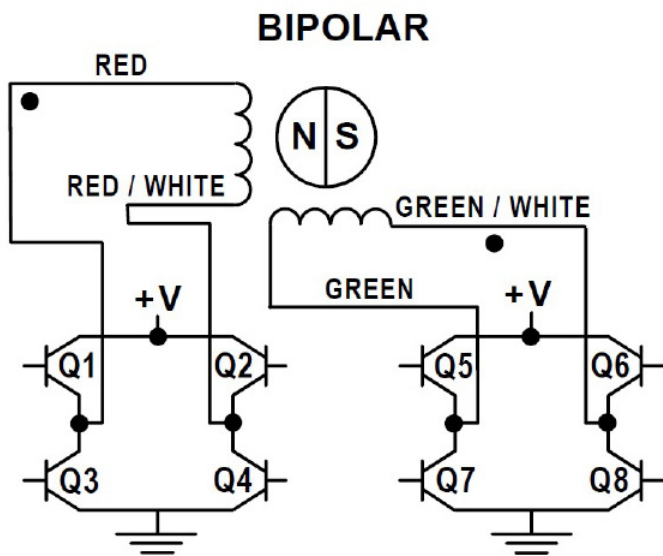 BIPOLAR
RED
N S
RED / WHITE
GREEN / WHITE
GREEN
+V
+V
Q1
Q2
Q5
Q6
Q3
Q4
Q7
Q8